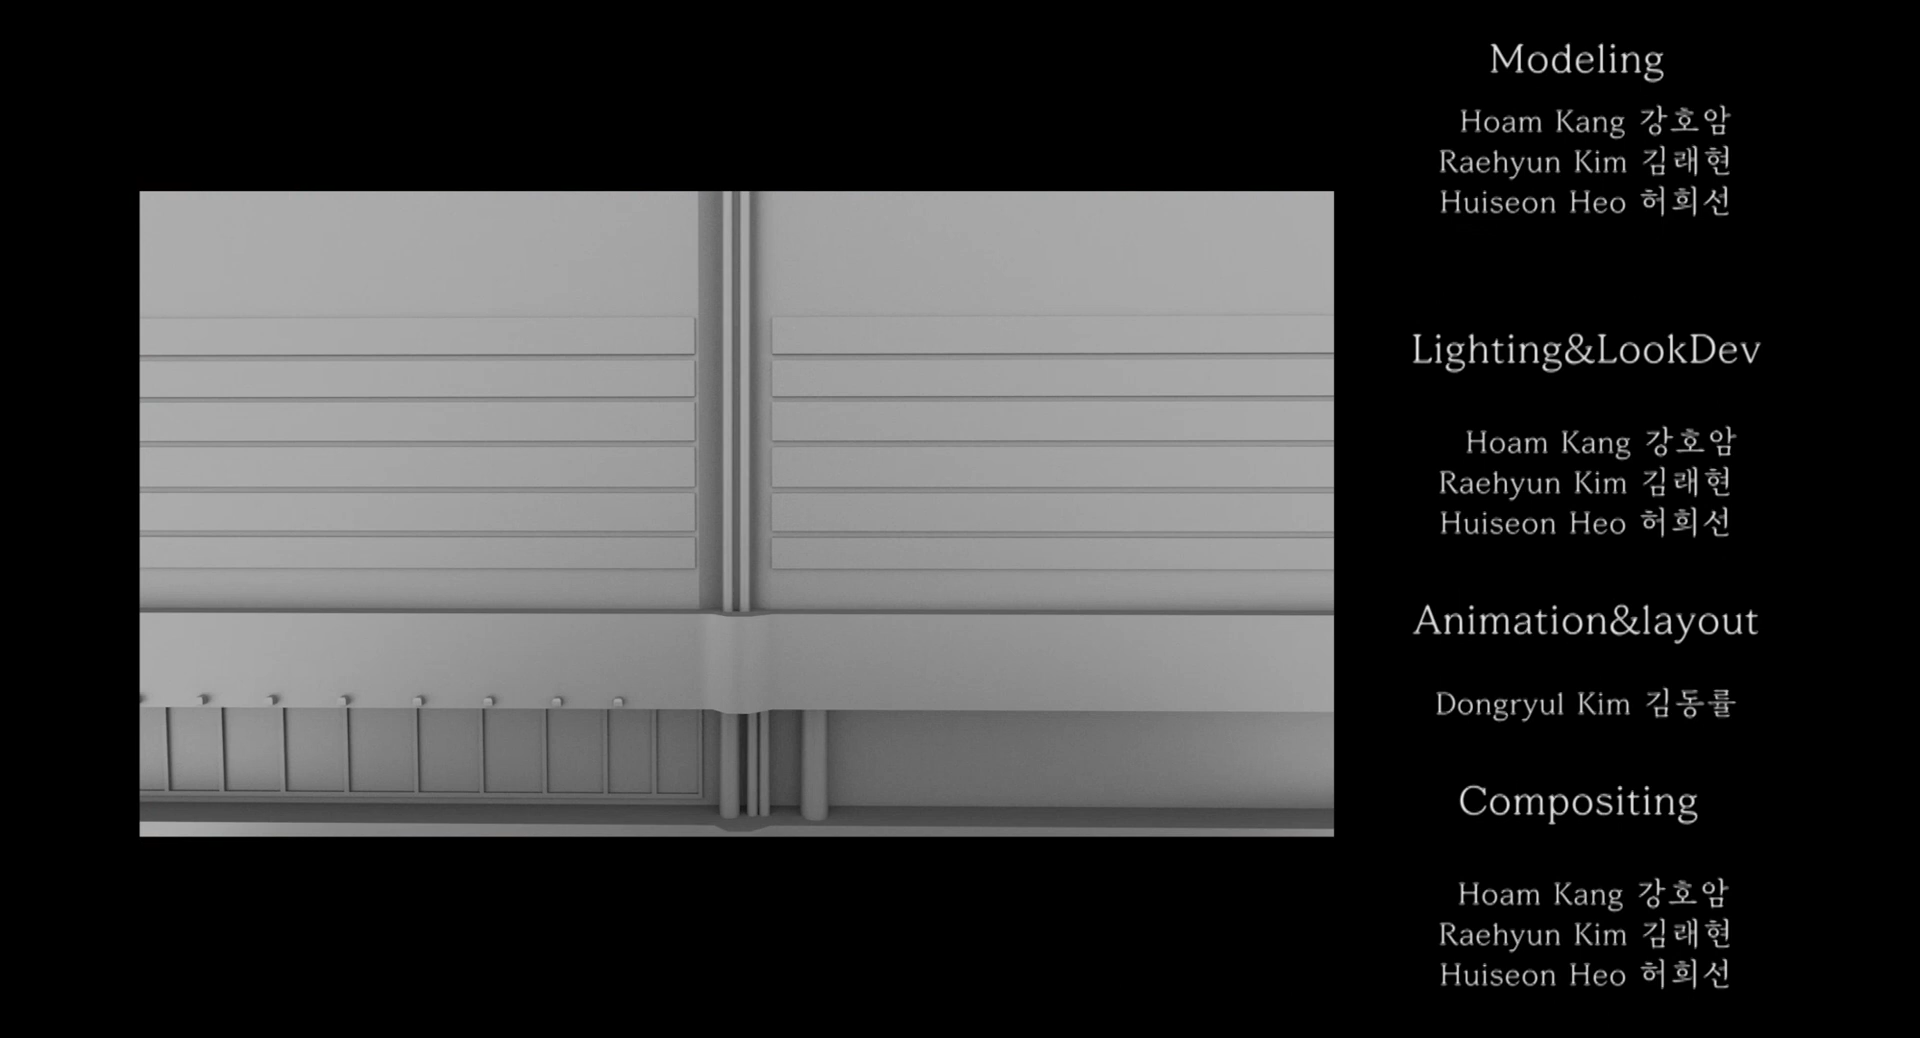 Modeling
Hoam Kang 강호암
Raehyun Kim 김래현
Huiseon Heo 허희선
Lighting&LookDev
Hoam Kang 강호암
Raehyun Kim 김래현
Huiseon Heo 허희선
Animation&layout
Dongryul Kim 김동률
Compositing
Hoam Kang 강호암
Raehyun Kim 김래현
Huiseon Heo 허희선